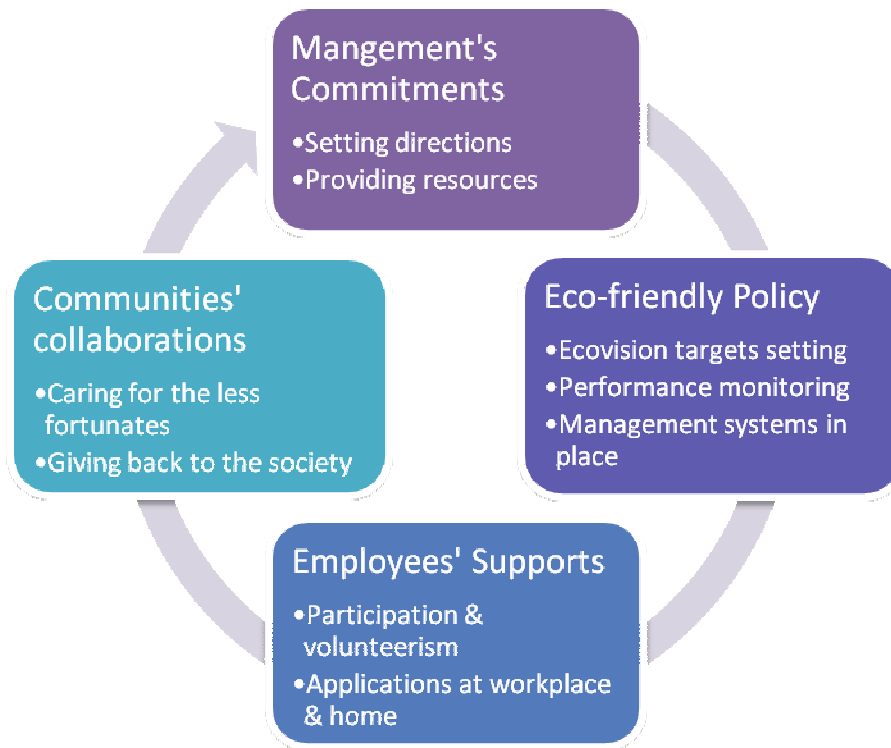 Mangement's
Commitments
•Setting directions
•Providing resources
Eco-friendly Policy
•Ecovision targets setting
•Performance monitoring
•Management systems in
place
Employees' Supports
•Participation &
volunteerism
•Applications at workplace
& home
Communities'
collaborations
•Caring for the less
fortunates
•Giving back to the society